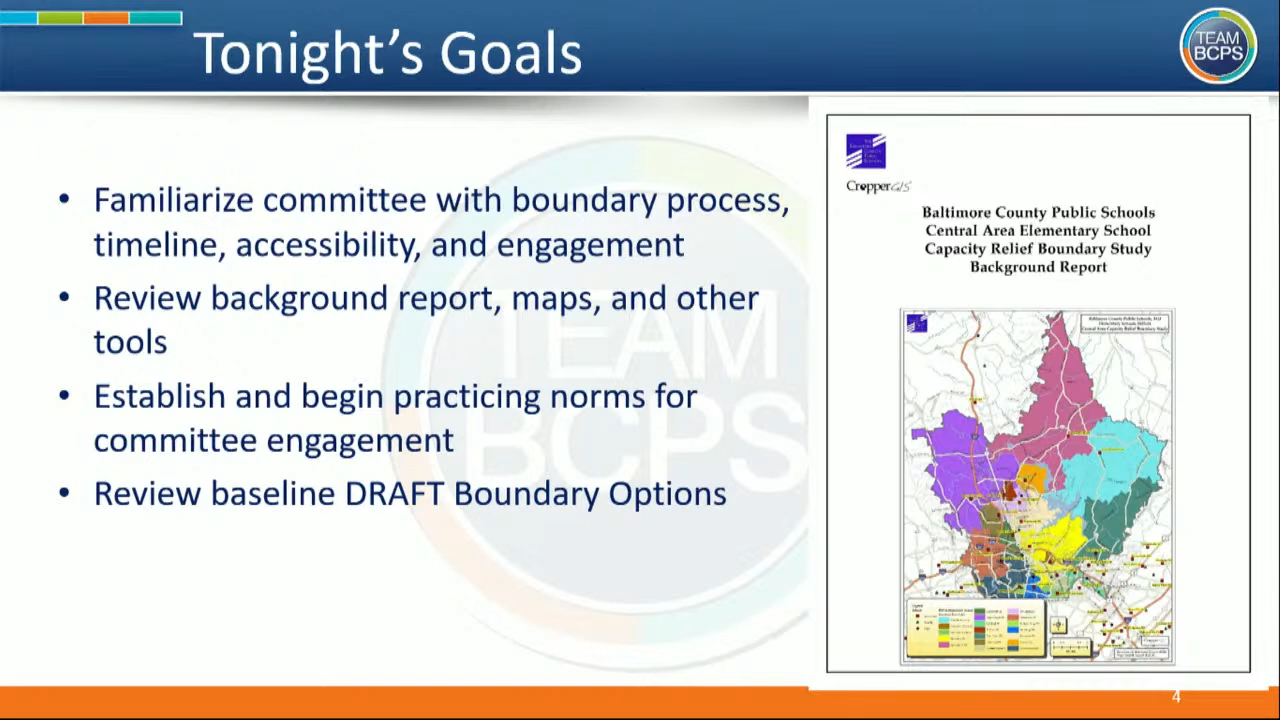 Tonight's Goals
TEAM
BCPS
• Familiarize committee with boundary process,
timeline, accessibility, and engagement
• Review background report, maps, and other
tools
• Establish and begin practicing norms for
committee engagement
• Review baseline DRAFT Boundary Options
TEAM
BCPS
CropperGIS
Baltimore County Public Schools
Central Area Elementary School
Capacity Relief Boundary Study
Background Report
4